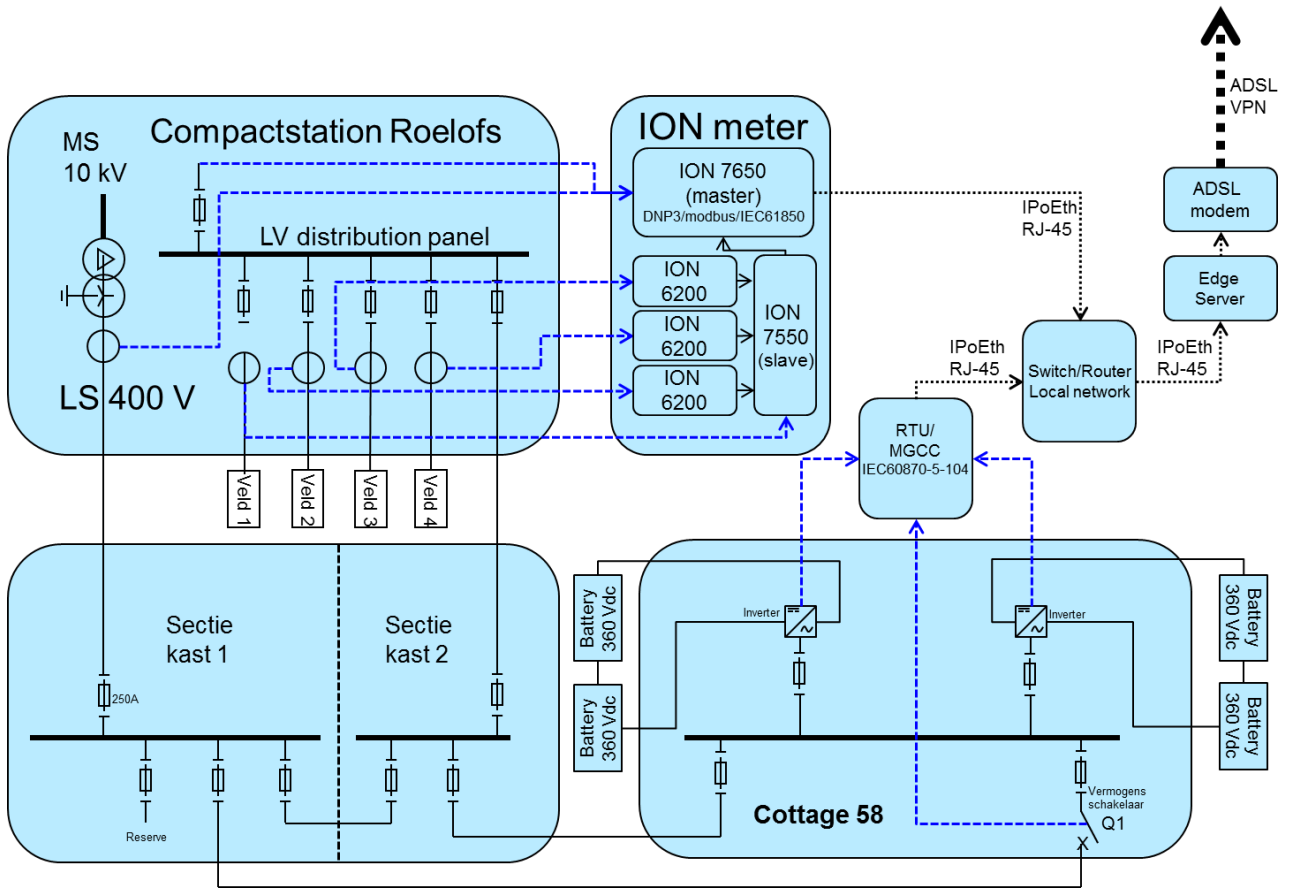 ADSL
VPN
Compactstation Roelofs
MS
10 kV
LV distribution panel
LS 400 V
ION meter
ION 7650
(master)
DNP3/modbus/IEC61850
ION
6200
ION
6200
ION
6200
ION
7550
(slave)
IPoEth
RJ-45
ADSL
modem
Edge
Server
IPoEth
RJ-45
Switch/Router
Local network
IPoEth
RJ-45
RTU/
MGCC
IEC60870-5-104
Veld 1
Veld 2
Veld 3
Veld 4
Sectie
kast 1
Sectie
kast 2
250A
Reserve
Battery
360 Vdc
Battery
360 Vdc
Inverter
Inverter
Battery
360 Vdc
Battery
360 Vdc
Cottage 58
Vermogens
schakelaar
Q1
X